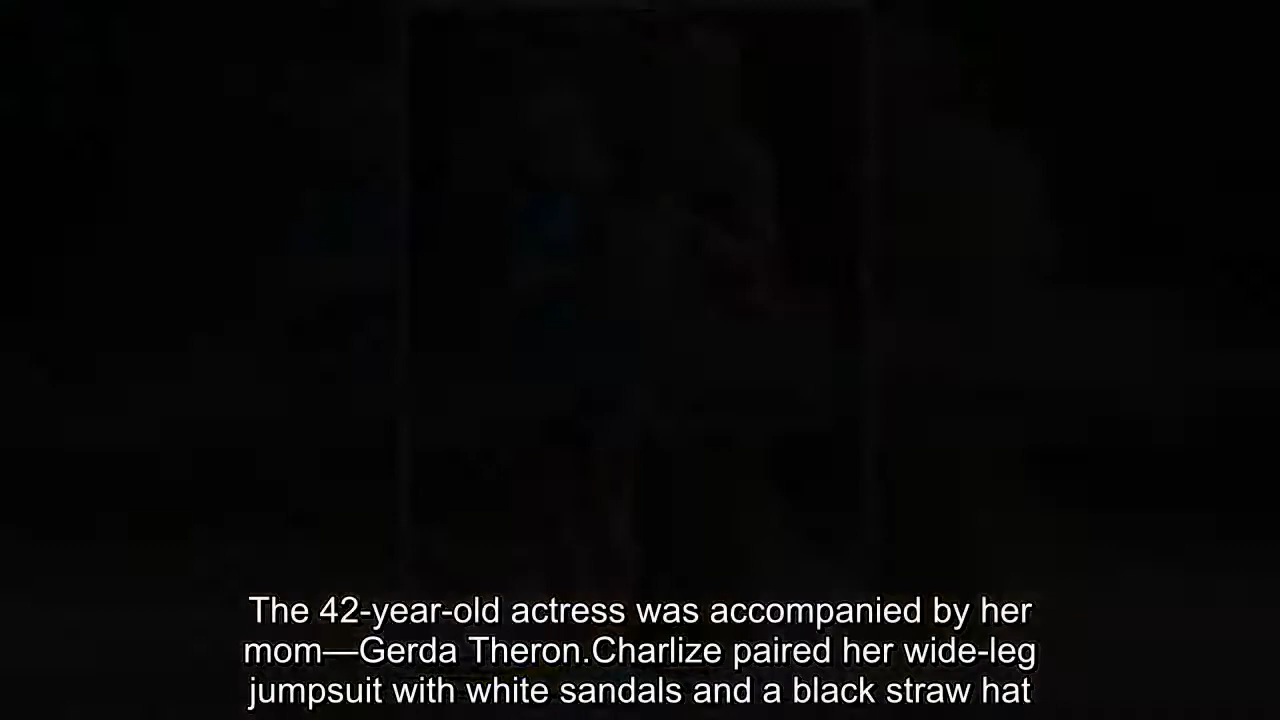 The 42-year-old actress was accompanied by her
mom—Gerda Theron.Charlize paired her wide-leg
jumpsuit with white sandals and a black straw hat